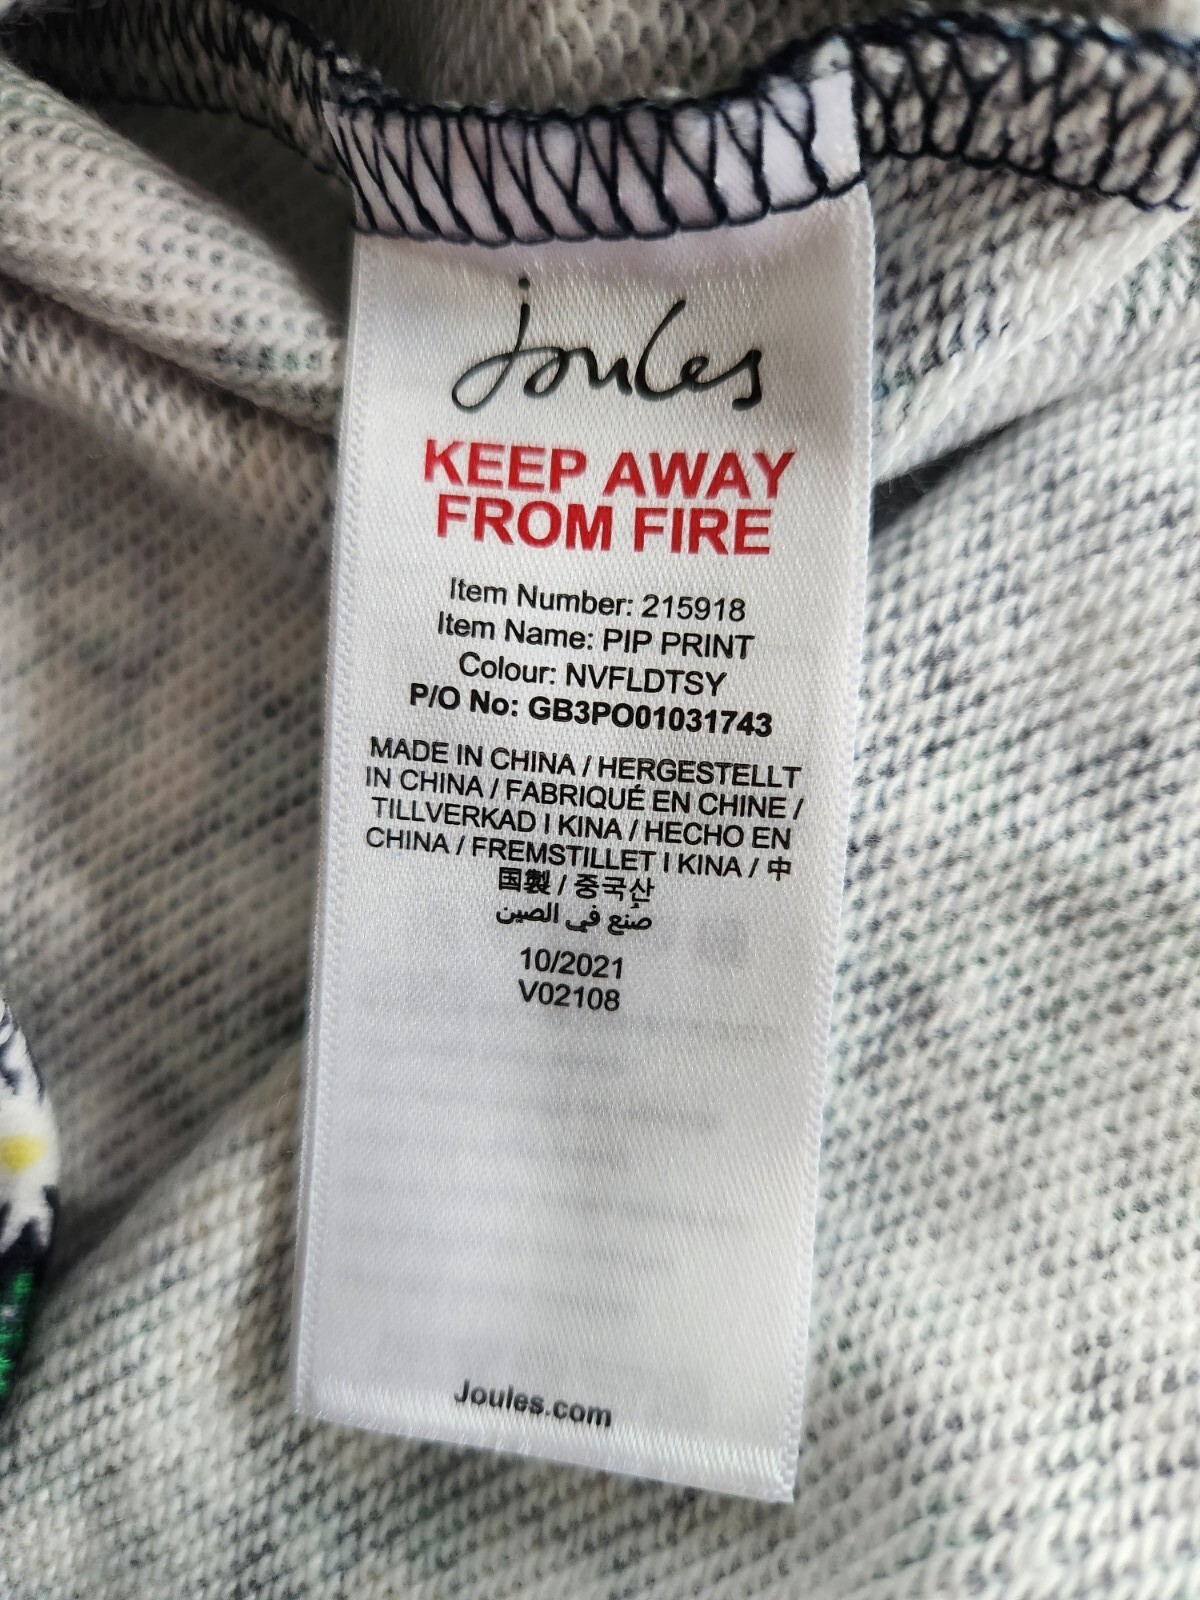 Joules
KEEP AWAY
FROM FIRE
Item Number: 215918
Item Name: PIP PRINT
Colour: NVFLDTSY
P/O No: GB3PO01031743
MADE IN CHINA / HERGESTELLT
IN CHINA / FABRIQUÉ EN CHINE /
TILLVERKAD I KINA / HECHO EN
CHINA / FREMSTILLET I KINA / 中
国製 / 중국산
صُنع في الصين
10/2021
V02108
Joules.com